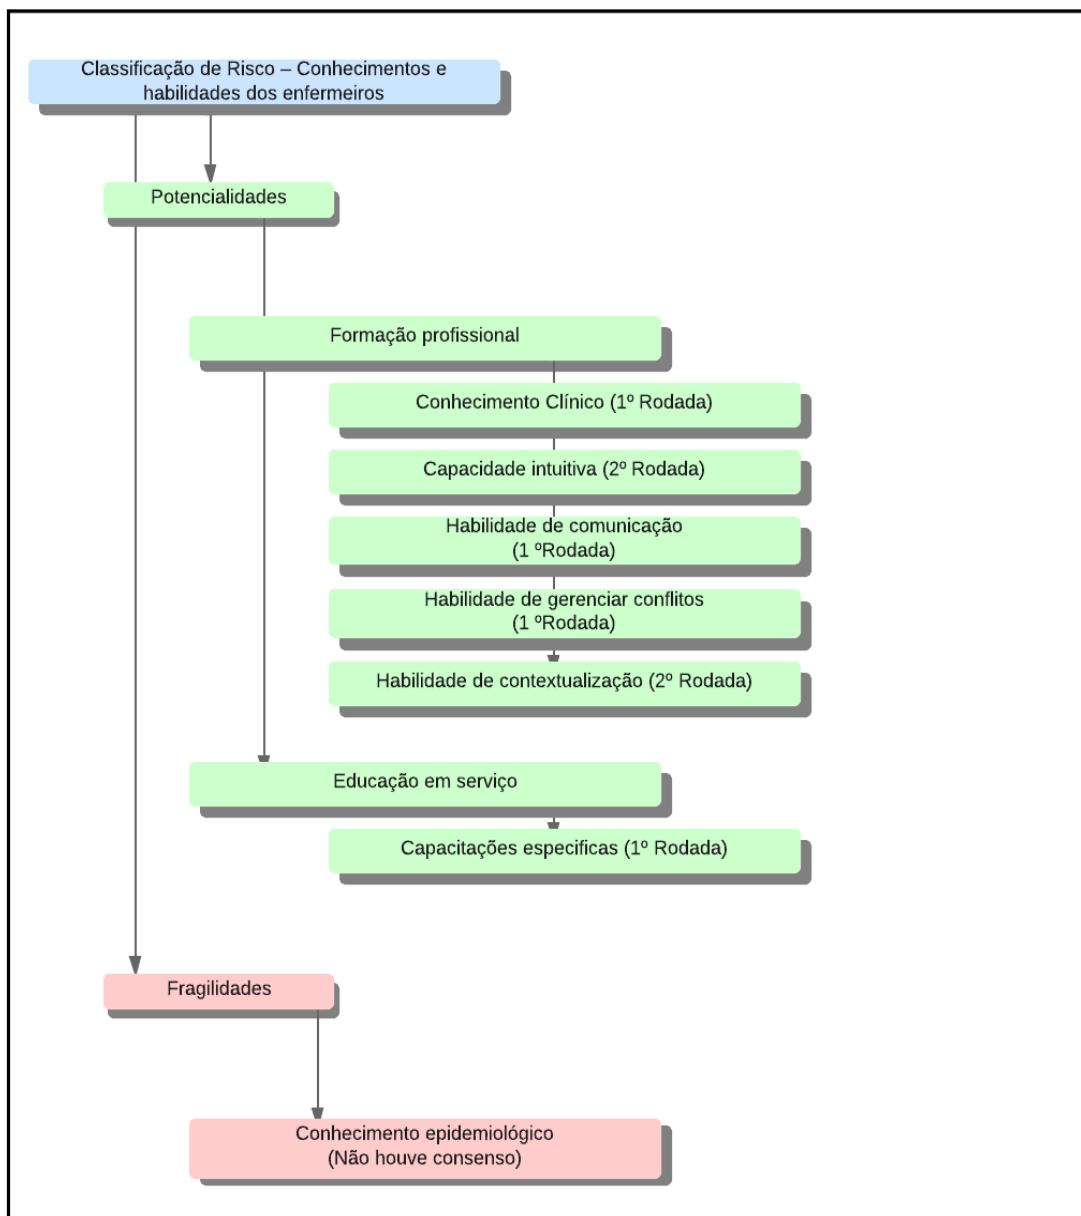 Classificação de Risco – Conhecimentos e
habilidades dos enfermeiros
Potencialidades
Formação profissional
Conhecimento Clínico (1º Rodada)
Capacidade intuitiva (2º Rodada)
Habilidade de comunicação
(1 ºRodada)
Habilidade de gerenciar conflitos
(1 ºRodada)
Habilidade de contextualização (2º Rodada)
Educação em serviço
Capacitações especificas (1º Rodada)
Fragilidades
Conhecimento epidemiológico
(Não houve consenso)